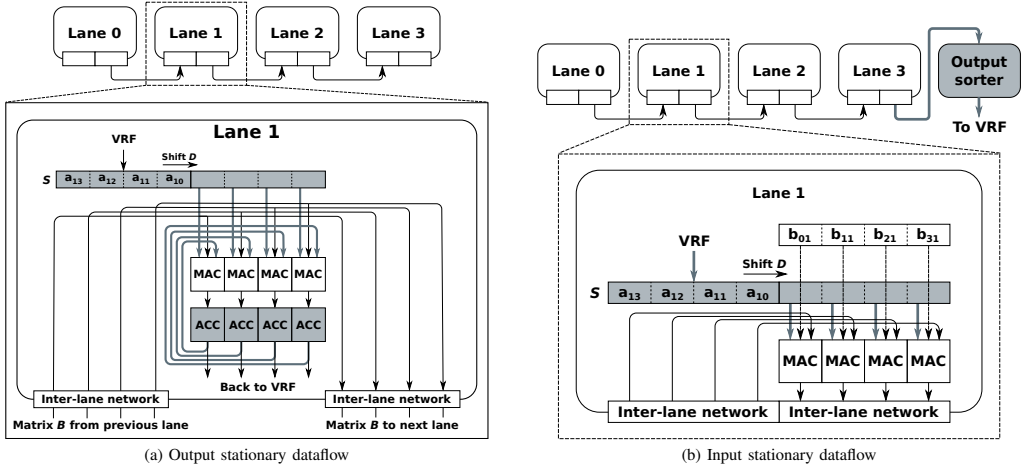 Lane 0
Lane 1
Lane 2
Lane 3
Lane 1
VRF
Shift D
S
a13 a12 a11 a10
MAC MAC MAC MAC
ACC ACC ACC ACC
Back to VRF
Inter-lane network
Inter-lane network
Matrix B from previous lane
Matrix B to next lane
(a) Output stationary dataflow
Lane 0
Lane 1
Lane 2
Lane 3
Output
sorter
To VRF
Lane 1
b01 b11 b21 b31
VRF
Shift D
S
a13 a12 a11 a10
MAC MAC MAC MAC
Inter-lane network
Inter-lane network
(b) Input stationary dataflow